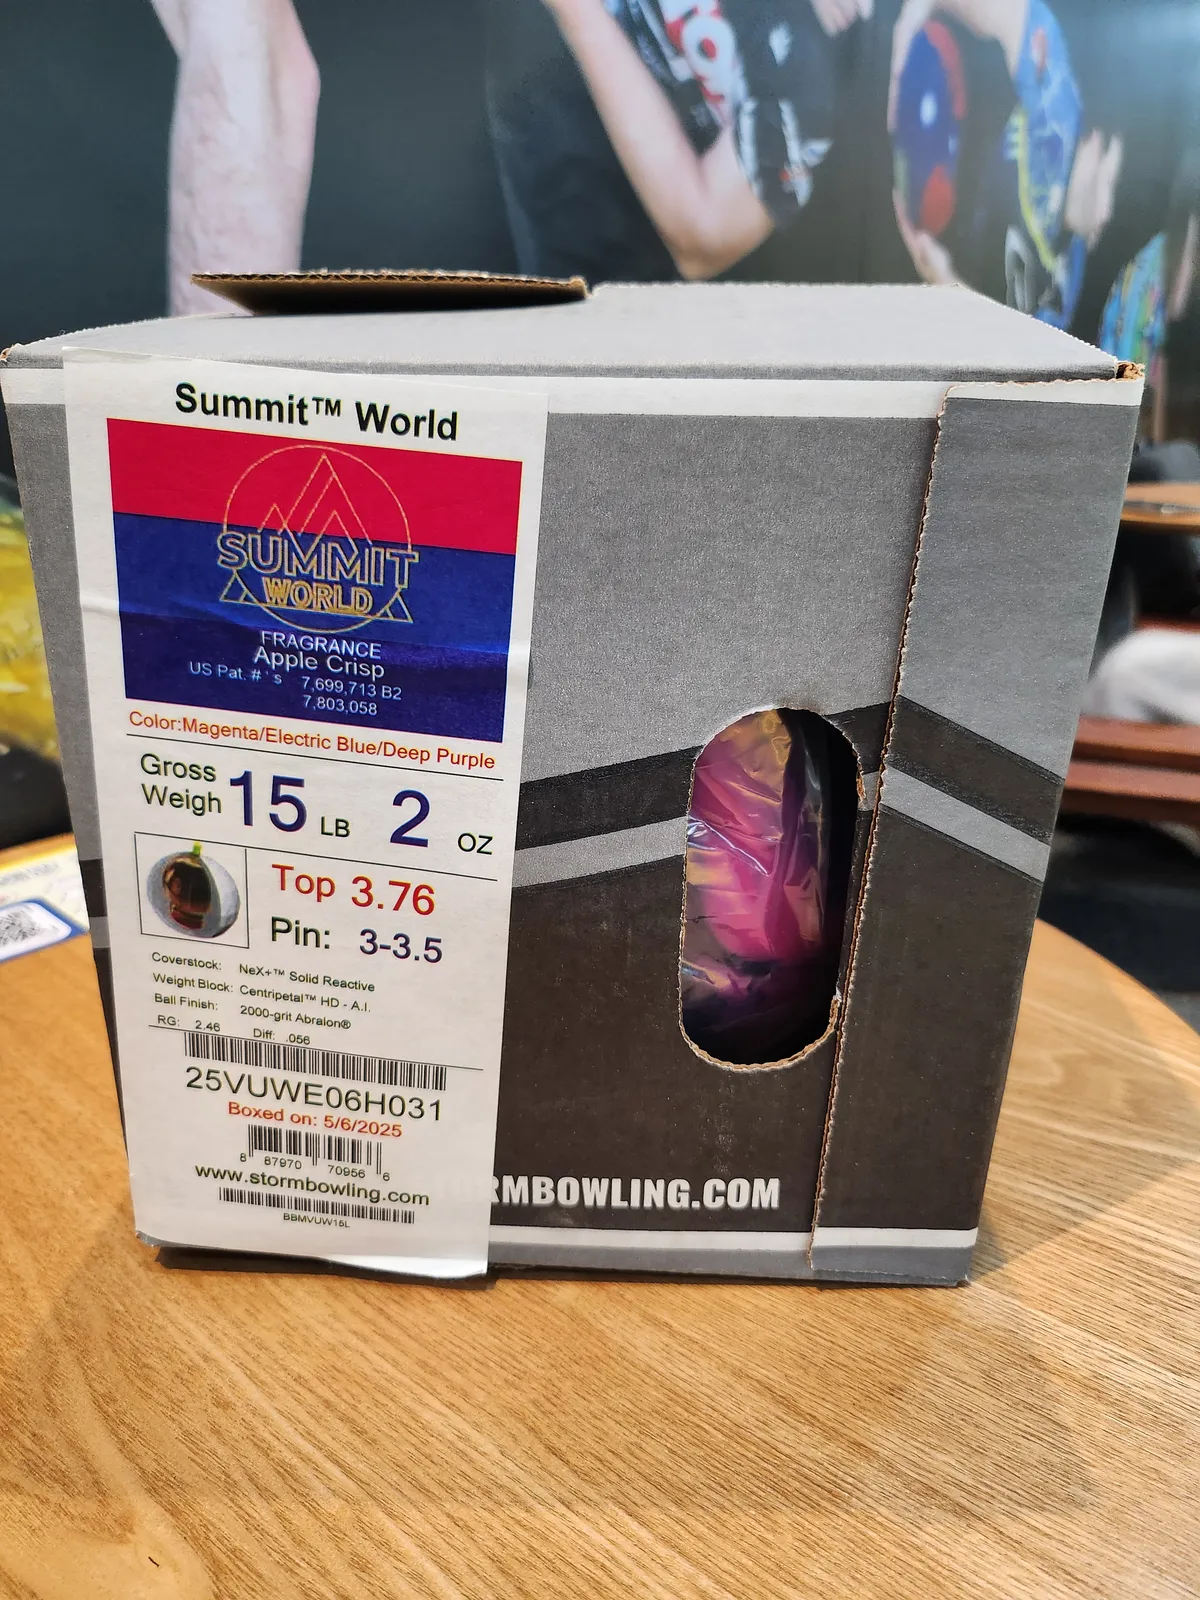 Summit™ World
SUMMIT
WORLD
FRAGRANCE
Apple Crisp
US Pat. #'s 7,699,713 B2
7,803,058
Color:Magenta/Electric Blue/Deep Purple
Gross
Weigh 15 LB 2 OZ
Top 3.76
Pin: 3-3.5
Coverstock: NeX+™ Solid Reactive
Weight Block: Centripetal™ HD - A.I.
Ball Finish: 2000-grit Abralon®
RG: 2.46 Diff: .056
25VUWE06H031
Boxed on: 5/6/2025
8 87970 70956 6
www.stormbowling.com
BBMVUW15L
RMBOWLING.COM